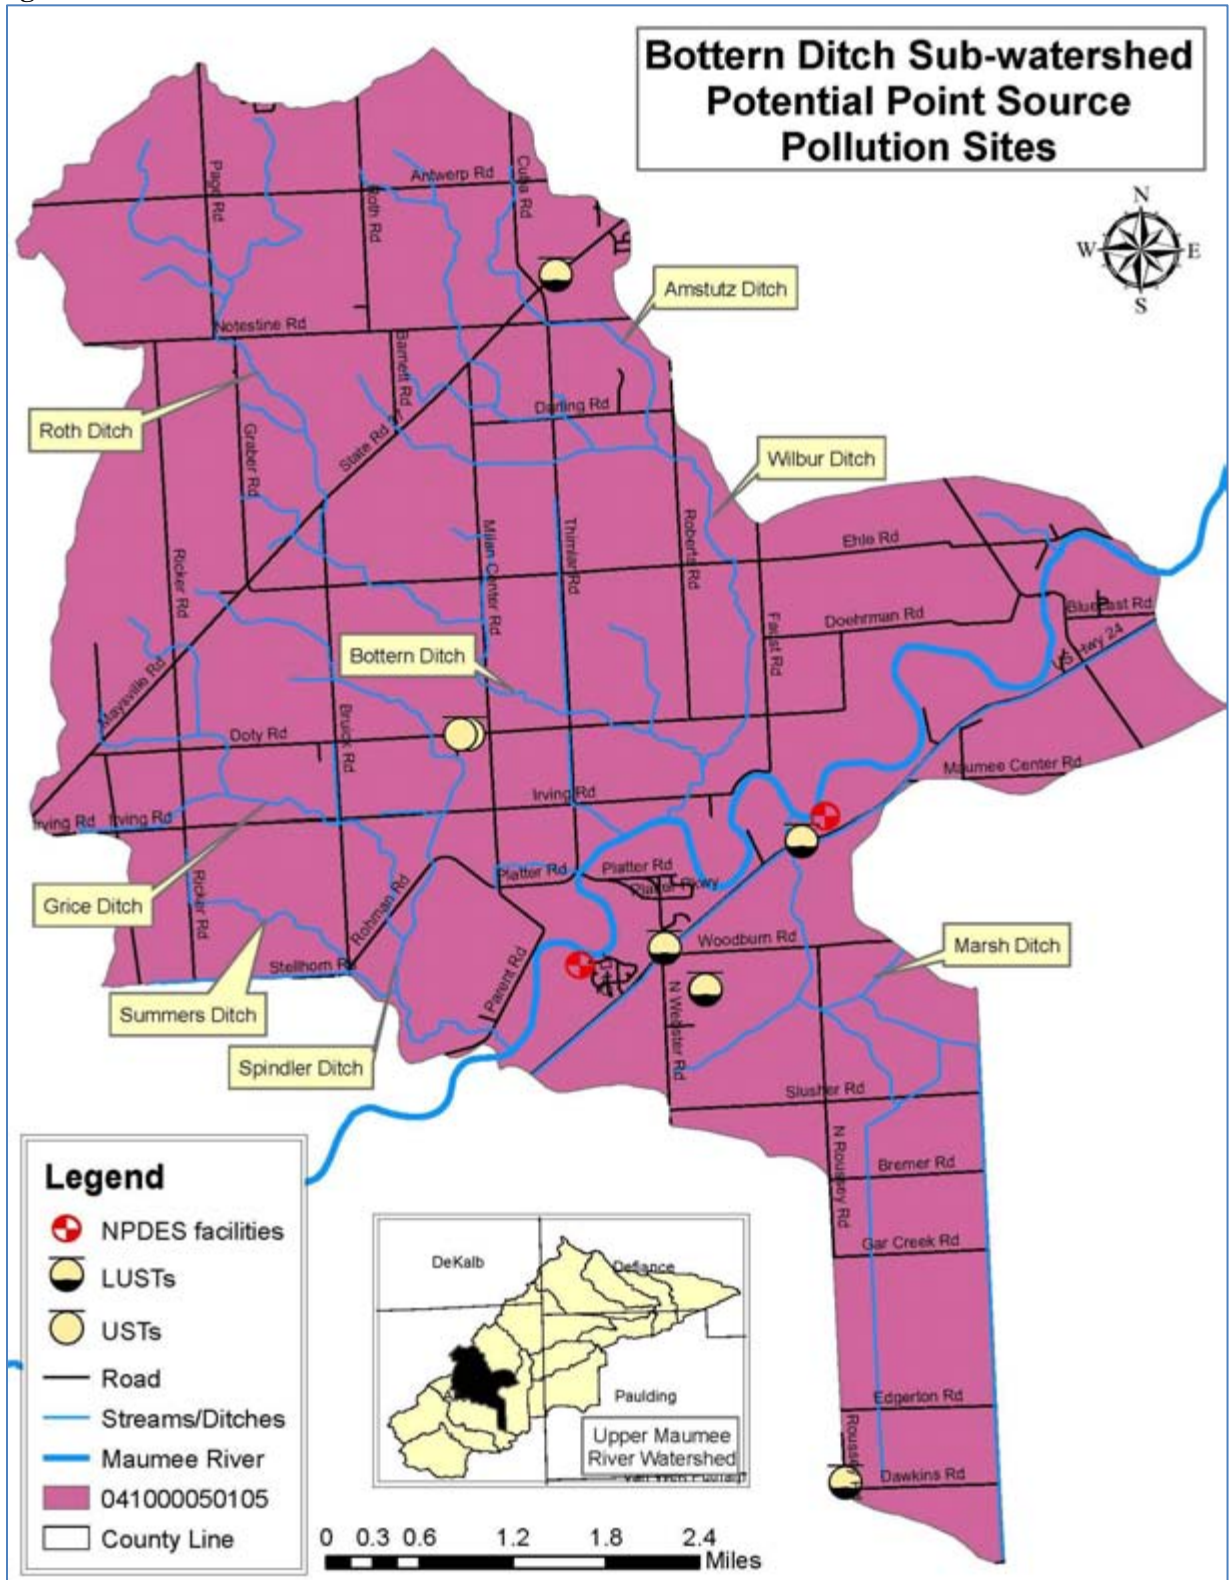 Bottern Ditch Sub-watershed
Potential Point Source
Pollution Sites
N
W E
S
Page Rd
Roth Rd
Antwerp Rd
Cuba Rd
Amstutz Ditch
Notestine Rd
Barnett Rd
Roth Ditch
Darling Rd
Graber Rd
State Rd 37
Wilbur Ditch
Ricker Rd
Milan Center Rd
Thimlar Rd
Roberts Rd
Ehle Rd
Faust Rd
Doehrman Rd
Bluecast Rd
US Hwy 24
Bottern Ditch
Maysville Rd
Doty Rd
Bruick Rd
Maumee Center Rd
Irving Rd
Irving Rd
Irving Rd
Platter Rd
Platter Rd
Platter Pkwy
Grice Ditch
Ricker Rd
Rohman Rd
Stellhorn Rd
Parent Rd
Woodburn Rd
Marsh Ditch
Summers Ditch
Spindler Ditch
N Webster Rd
Slusher Rd
N Roussey Rd
Bremer Rd
Gar Creek Rd
Edgerton Rd
Dawkins Rd
Legend
NPDES facilities
LUSTs
USTs
Road
Streams/Ditches
Maumee River
041000050105
County Line
DeKalb
Defiance
Paulding
Upper Maumee
River Watershed
0 0.3 0.6 1.2 1.8 2.4
Miles